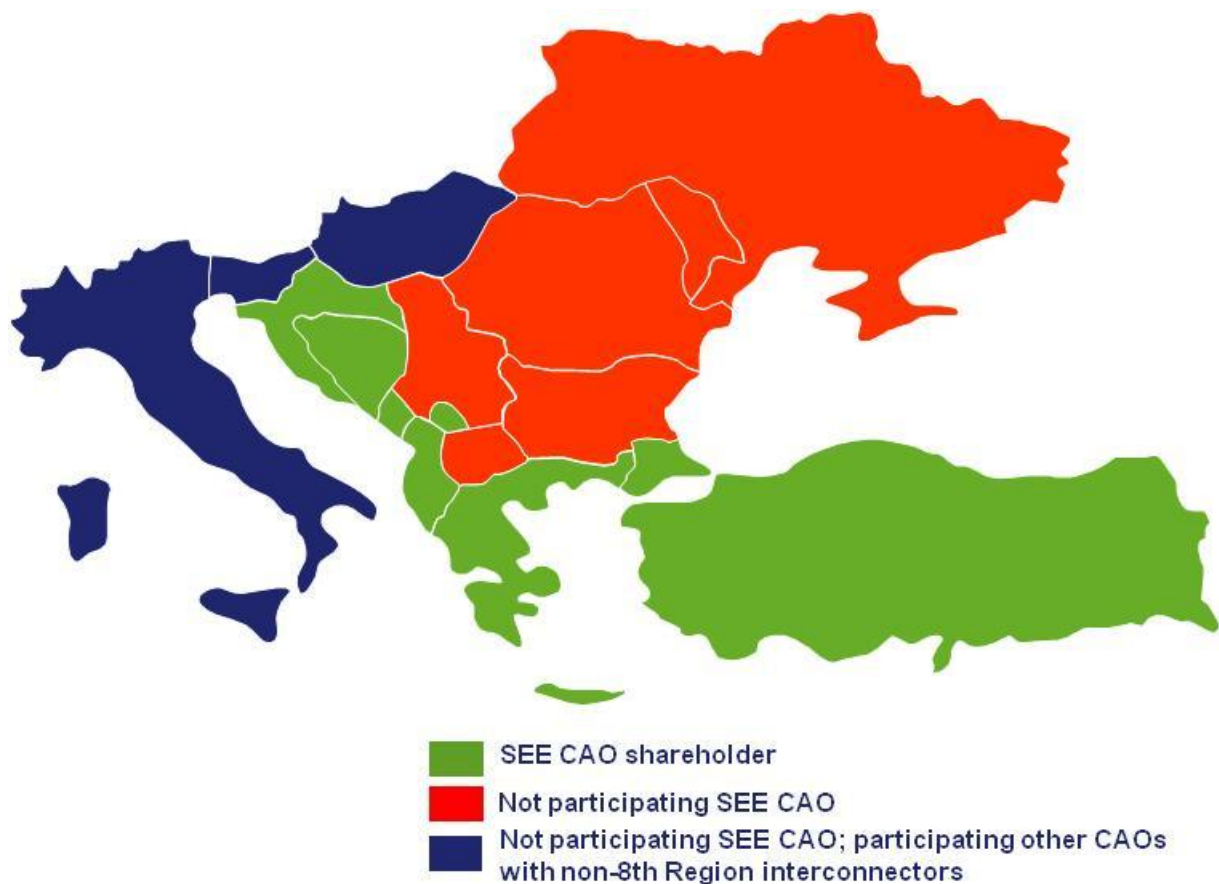 SEE CAO shareholder
Not participating SEE CAO
Not participating SEE CAO; participating other CAOs
with non-8th Region interconnectors